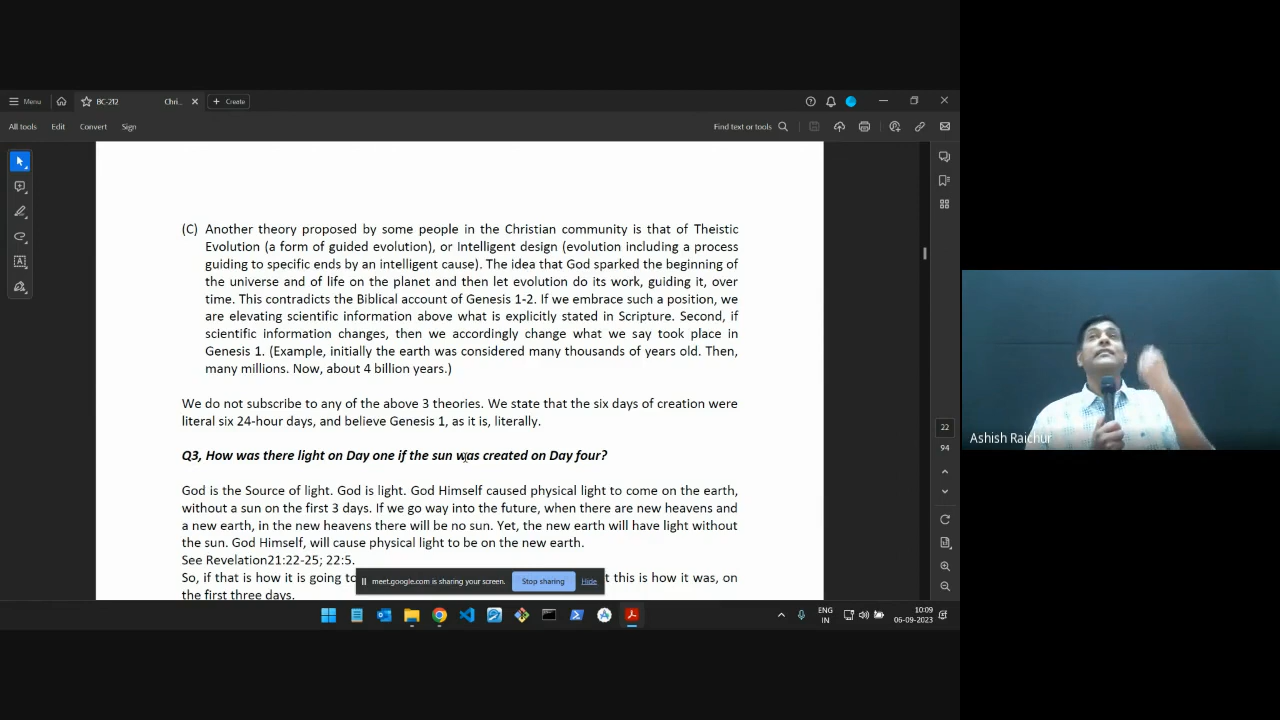 Menu
BC-212
Chri...
Create
All tools
Edit
Convert
Sign
Find text or tools
(C) Another theory proposed by some people in the Christian community is that of Theistic
Evolution (a form of guided evolution), or Intelligent design (evolution including a process
guiding to specific ends by an intelligent cause). The idea that God sparked the beginning of
the universe and of life on the planet and then let evolution do its work, guiding it, over
time. This contradicts the Biblical account of Genesis 1-2. If we embrace such a position, we
are elevating scientific information above what is explicitly stated in Scripture. Second, if
scientific information changes, then we accordingly change what we say took place in
Genesis 1. (Example, initially the earth was considered many thousands of years old. Then,
many millions. Now, about 4 billion years.)
We do not subscribe to any of the above 3 theories. We state that the six days of creation were
literal six 24-hour days, and believe Genesis 1, as it is, literally.
Q3, How was there light on Day one if the sun was created on Day four?
God is the Source of light. God is light. God Himself caused physical light to come on the earth,
without a sun on the first 3 days. If we go way into the future, when there are new heavens and
a new earth, in the new heavens there will be no sun. Yet, the new earth will have light without
the sun. God Himself, will cause physical light to be on the new earth.
See Revelation21:22-25; 22:5.
So, if that is how it is going to
t this is how it was, on
the first three days.
meet.google.com is sharing your screen.
Stop sharing
Hide
22
94
Ashish Raichur
ENG
IN
10:09
06-09-2023